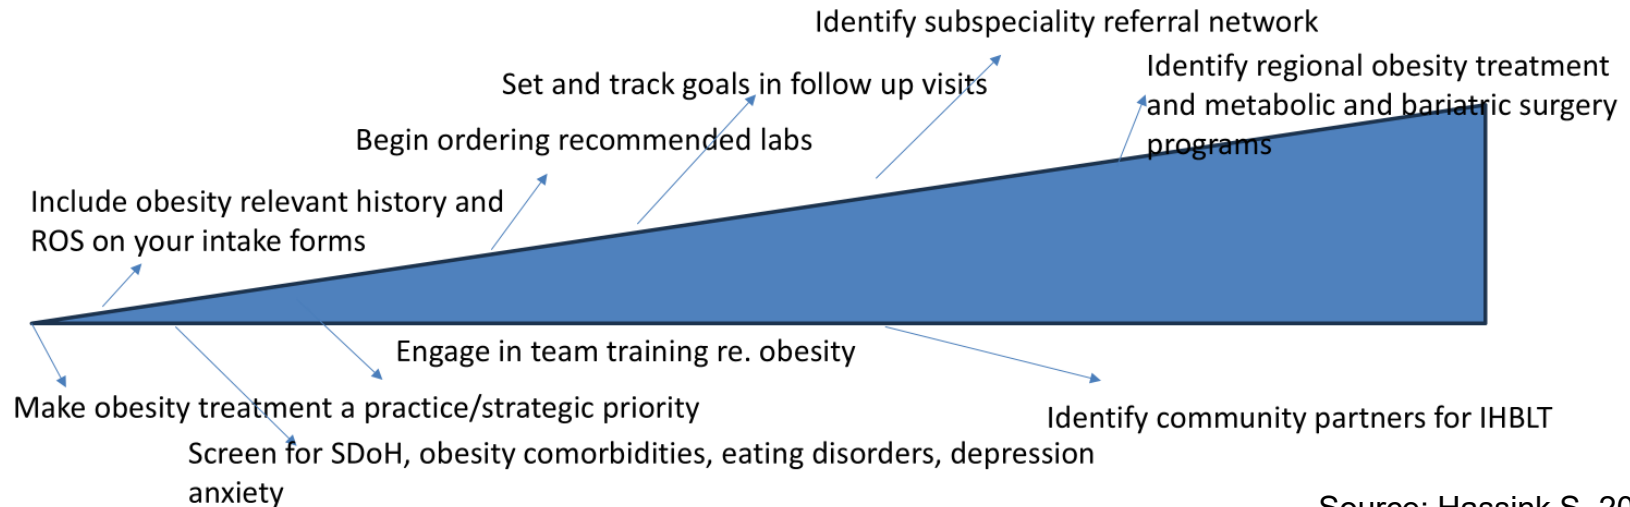 Identify subspeciality referral network
Identify regional obesity treatment
and metabolic and bariatric surgery
programs
Set and track goals in follow up visits
Begin ordering recommended labs
Include obesity relevant history and
ROS on your intake forms
Engage in team training re. obesity
Make obesity treatment a practice/strategic priority
Identify community partners for IHBLT
Screen for SDoH, obesity comorbidities, eating disorders, depression
anxiety
Source: Hassink S, 20